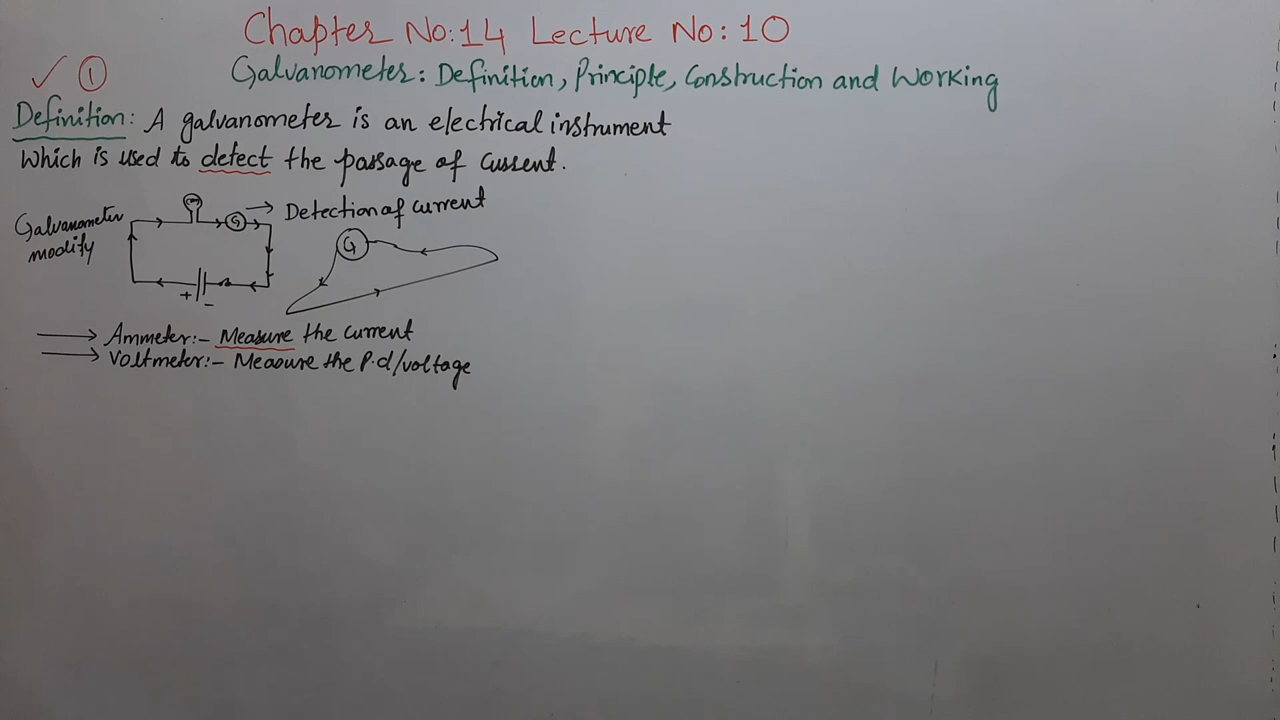 Chapter No:14 Lecture No:10
✓ ① Galvanometer: Definition, Principle, Construction and Working
Definition: A galvanometer is an electrical instrument
Which is used to detect the passage of current.
Galvanometer
modify
G → Detection of current
G
+ -
→ Ammeter:- Measure the current
→ Voltmeter:- Measure the P.d/voltage